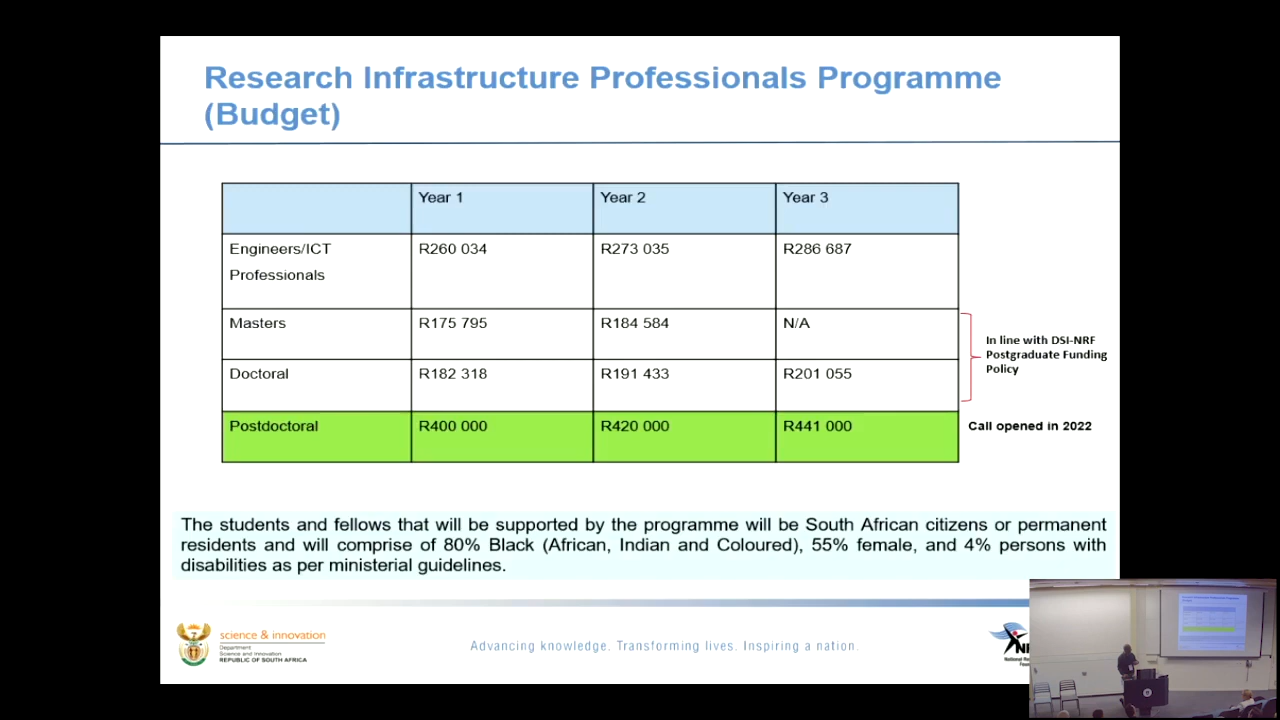 Research Infrastructure Professionals Programme
(Budget)
Year 1
Year 2
Year 3
Engineers/ICT
Professionals
R260 034
R273 035
R286 687
Masters
R175 795
R184 584
N/A
Doctoral
R182 318
R191 433
R201 055
In line with DSI-NRF
Postgraduate Funding
Policy
Postdoctoral
R400 000
R420 000
R441 000
Call opened in 2022
The students and fellows that will be supported by the programme will be South African citizens or permanent
residents and will comprise of 80% Black (African, Indian and Coloured), 55% female, and 4% persons with
disabilities as per ministerial guidelines.
science & innovation
Department
Science and Innovation
REPUBLIC OF SOUTH AFRICA
Advancing knowledge. Transforming lives. Inspiring a nation.